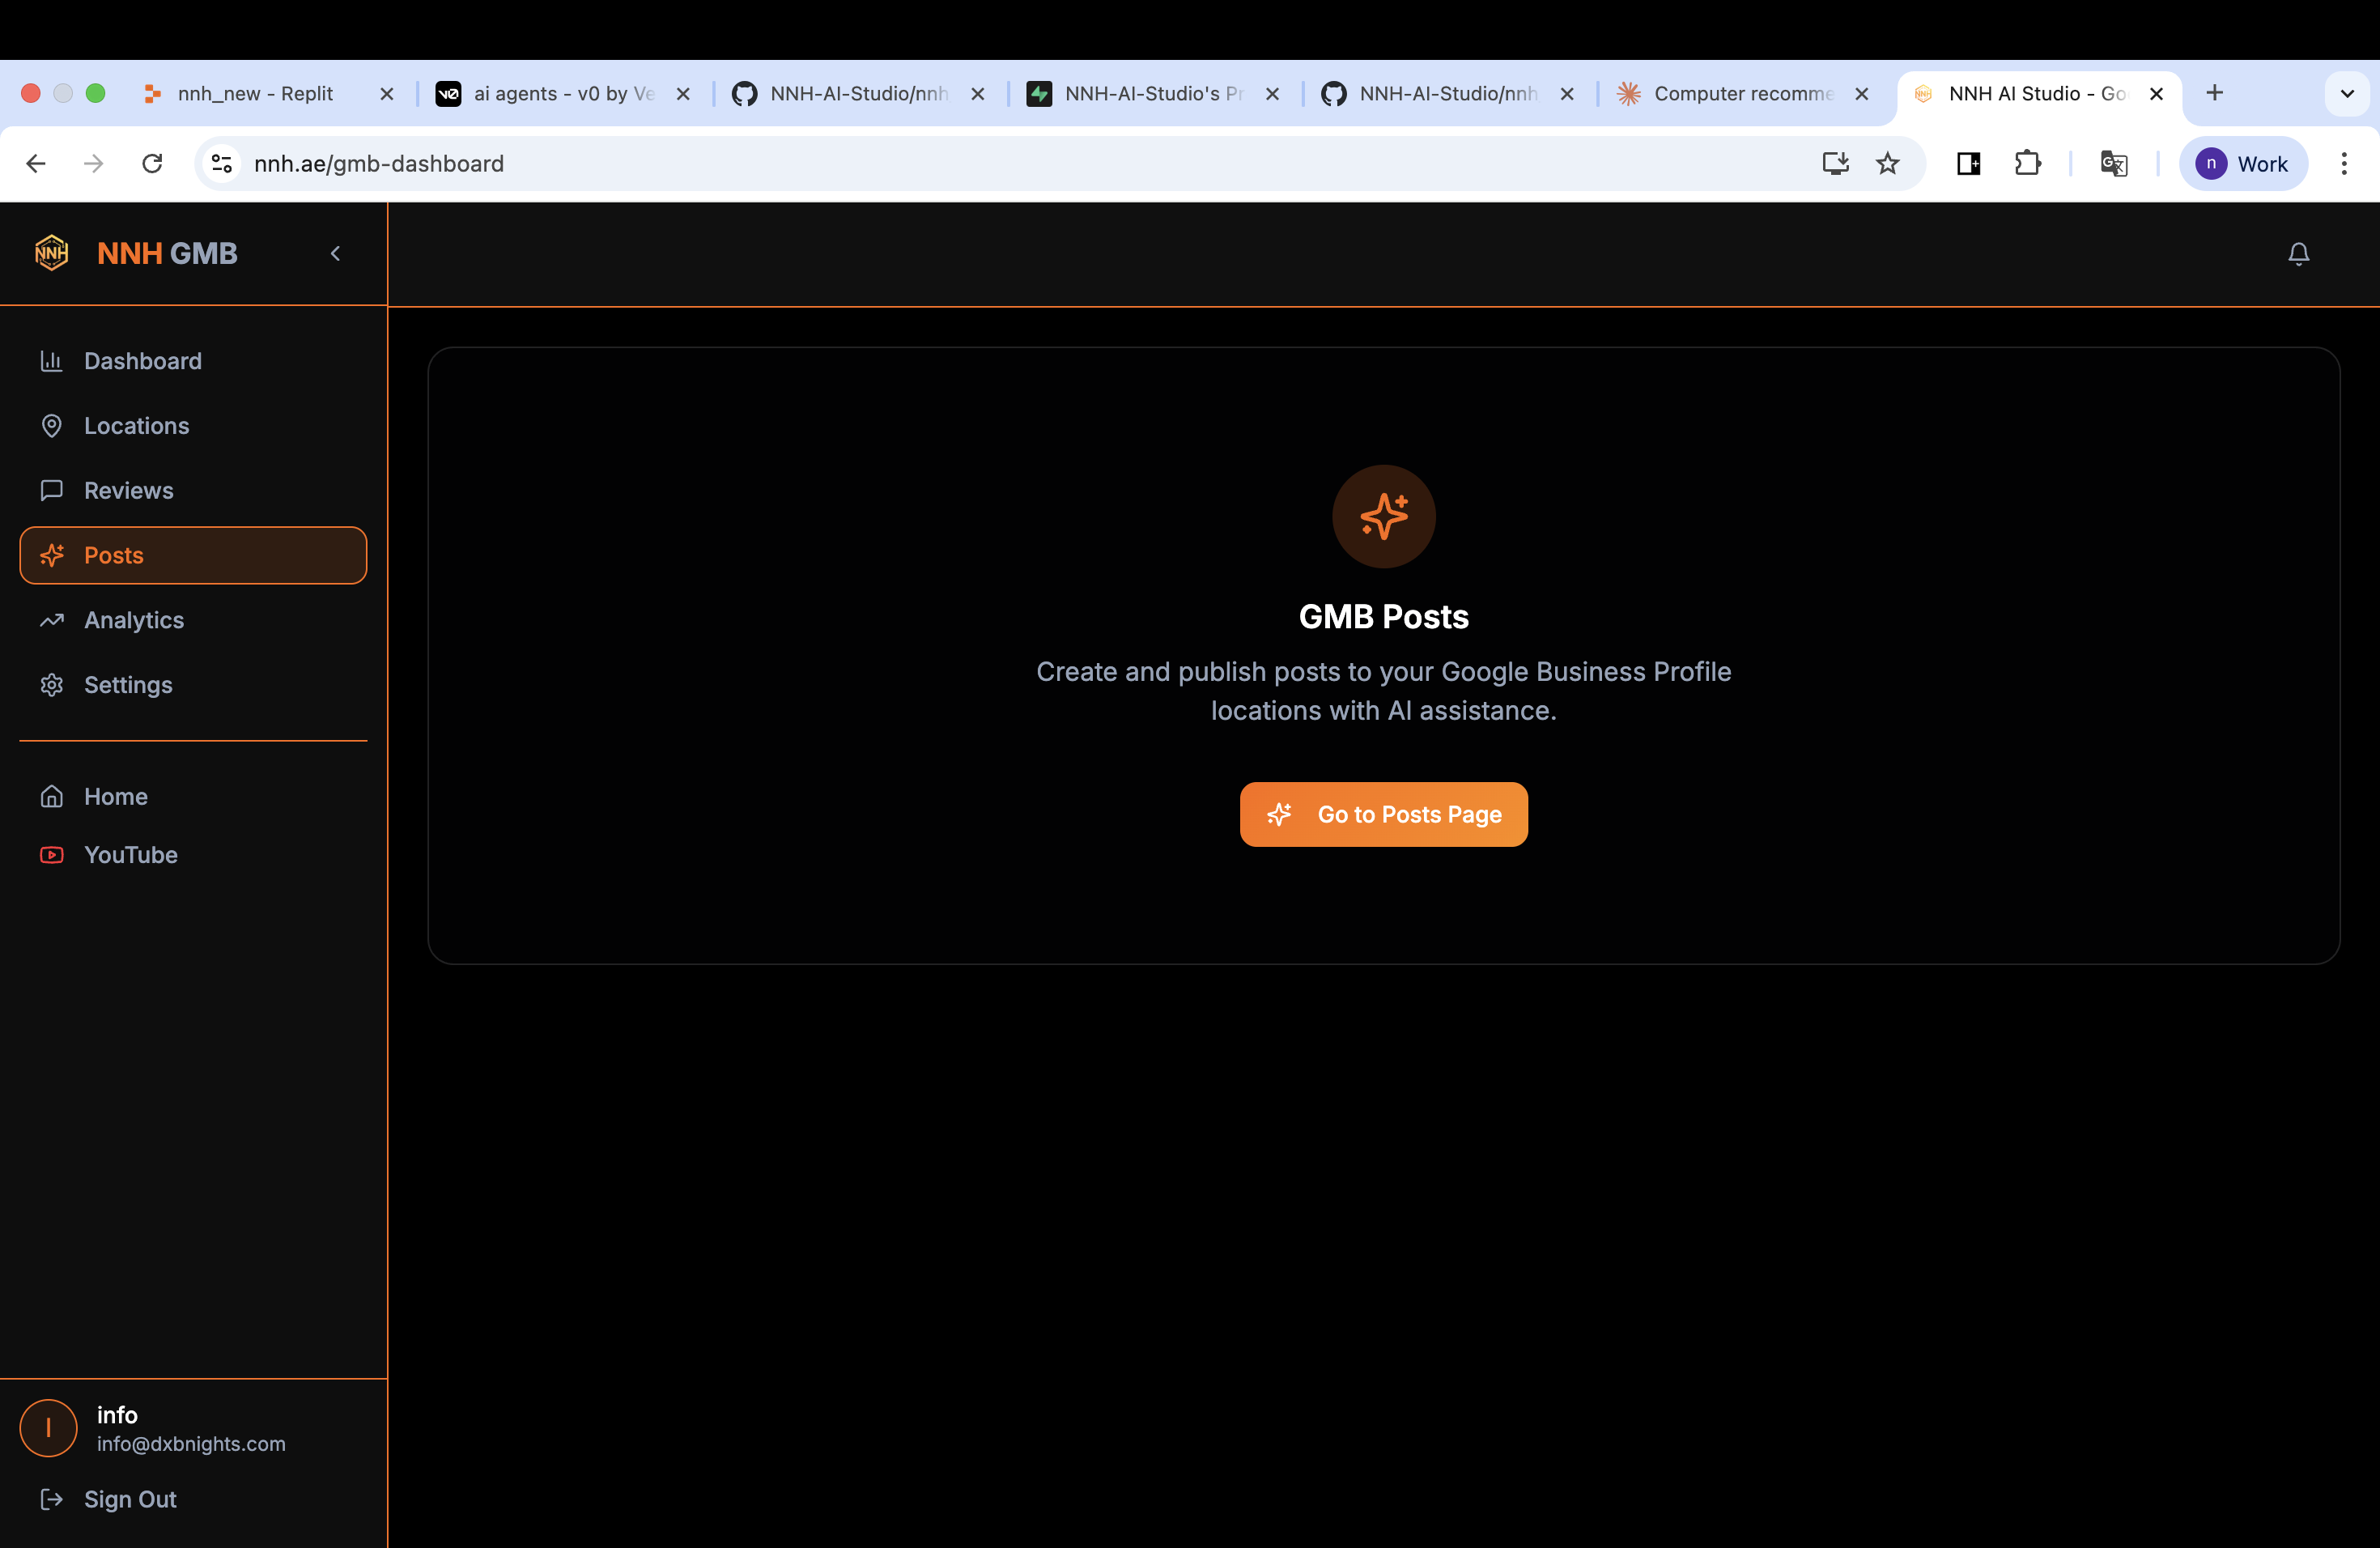 nnh_new - Replit
ai agents - v0 by Ve
NNH-AI-Studio/nnh
NNH-AI-Studio's Pr
NNH-AI-Studio/nnh
Computer recomme
NNH AI Studio - Go
nnh.ae/gmb-dashboard
n Work
NNH NNH GMB
Dashboard
Locations
Reviews
Posts
Analytics
Settings
Home
YouTube
GMB Posts
Create and publish posts to your Google Business Profile
locations with AI assistance.
Go to Posts Page
I
info
info@dxbnights.com
Sign Out